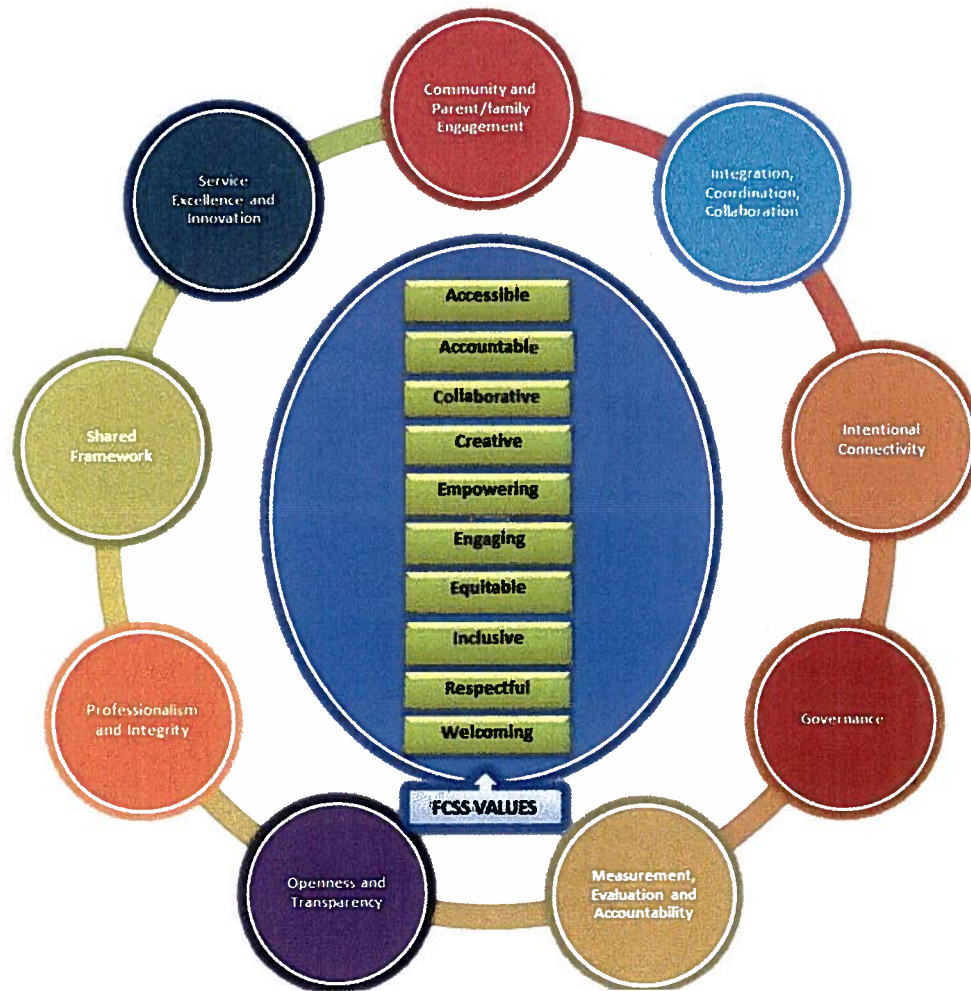 Community and
Parent/family
Engagement
Integration,
Coordination,
Collaboration
Intentional
Connectivity
Governance
Measurement,
Evaluation and
Accountability
Openness and
Transparency
Professionalism
and Integrity
Shared
Framework
Service
Excellence and
Innovation
Accessible
Accountable
Collaborative
Creative
Empowering
Engaging
Equitable
Inclusive
Respectful
Welcoming
FCSS VALUES